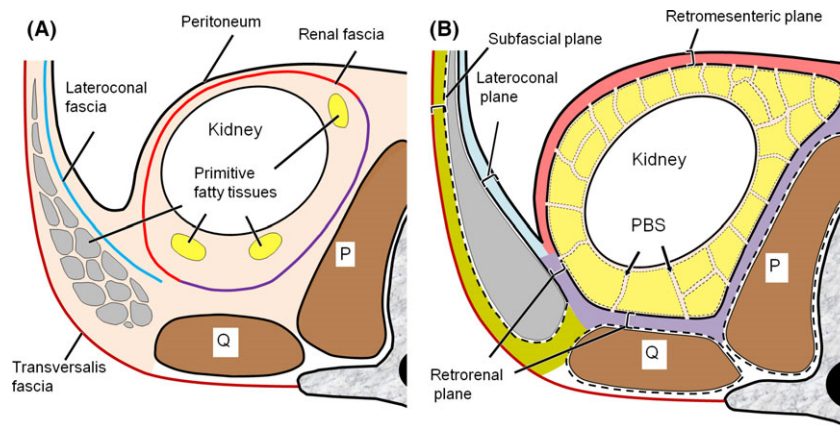 (A)
Peritoneum
Renal fascia
Lateroconal
fascia
Kidney
Primitive
fatty tissues
P
Q
Transversalis
fascia
(B)
Retromesenteric plane
Subfascial plane
Lateroconal
plane
Kidney
PBS
P
Q
Retrorenal
plane